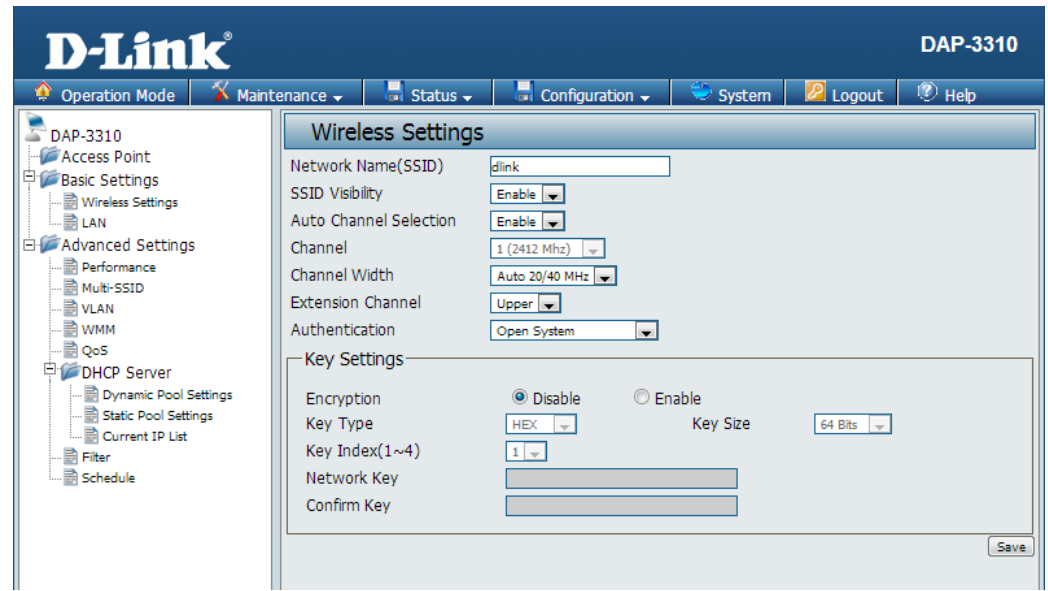 D-Link®
DAP-3310
Operation Mode Maintenance Status Configuration System Logout Help
DAP-3310
Access Point
Basic Settings
Wireless Settings
LAN
Advanced Settings
Performance
Multi-SSID
VLAN
WMM
QoS
DHCP Server
Dynamic Pool Settings
Static Pool Settings
Current IP List
Filter
Schedule
Wireless Settings
Network Name(SSID) dlink
SSID Visibility Enable
Auto Channel Selection Enable
Channel 1 (2412 Mhz)
Channel Width Auto 20/40 MHz
Extension Channel Upper
Authentication Open System
Key Settings
Encryption Disable Enable
Key Type HEX Key Size 64 Bits
Key Index(1~4) 1
Network Key
Confirm Key
Save